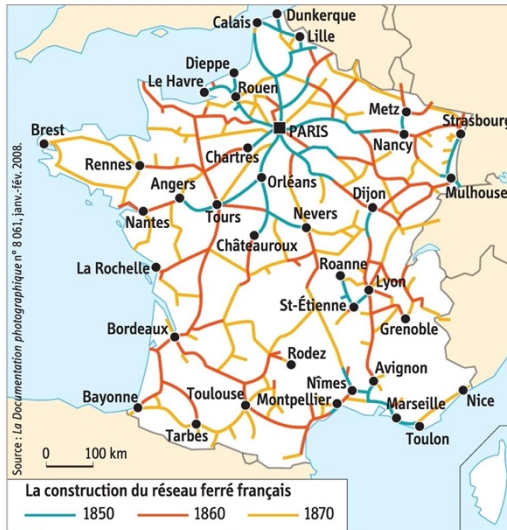 Dunkerque
Calais
Lille
Dieppe
Le Havre
Rouen
Metz
Strasbourg
PARIS
Nancy
Brest
Chartres
Rennes
Orléans
Angers
Dijon
Mulhouse
Nantes
Tours
Nevers
Châteauroux
Roanne
La Rochelle
Lyon
St-Étienne
Grenoble
Bordeaux
Rodez
Avignon
Nîmes
Bayonne
Toulouse
Montpellier
Marseille
Nice
Tarbes
Toulon
0 100 km
Source : La Documentation photographique n° 8 061, janv.-fév. 2008.
La construction du réseau ferré français
1850 1860 1870